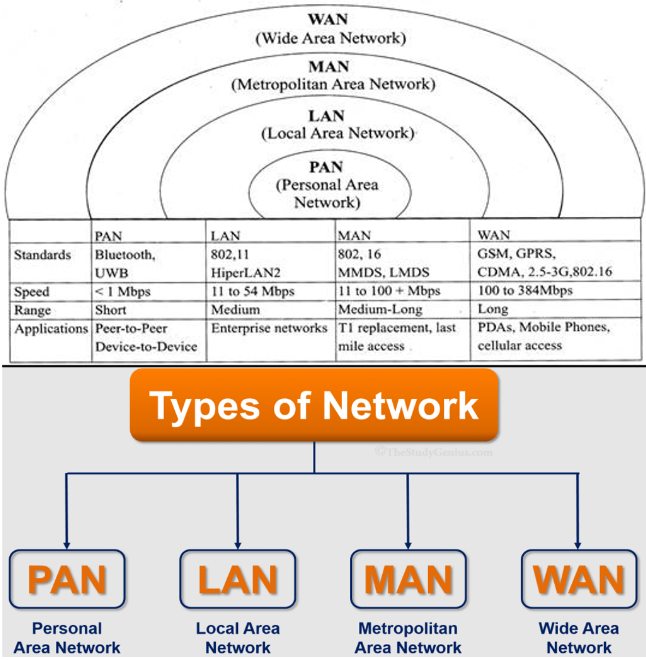 WAN
(Wide Area Network)
MAN
(Metropolitan Area Network)
LAN
(Local Area Network)
PAN
(Personal Area
Network)
PAN LAN MAN WAN
Standards Bluetooth, 802,11 802, 16 GSM, GPRS,
UWB HiperLAN2 MMDS, LMDS CDMA, 2.5-3G,802.16
Speed < 1 Mbps 11 to 54 Mbps 11 to 100 + Mbps 100 to 384Mbps
Range Short Medium Medium-Long Long
Applications Peer-to-Peer Enterprise networks T1 replacement, last PDAs, Mobile Phones,
Device-to-Device mile access cellular access
Types of Network
©TheStudyGenius.com
PAN LAN MAN WAN
Personal Local Area Metropolitan Wide Area
Area Network Network Area Network Network